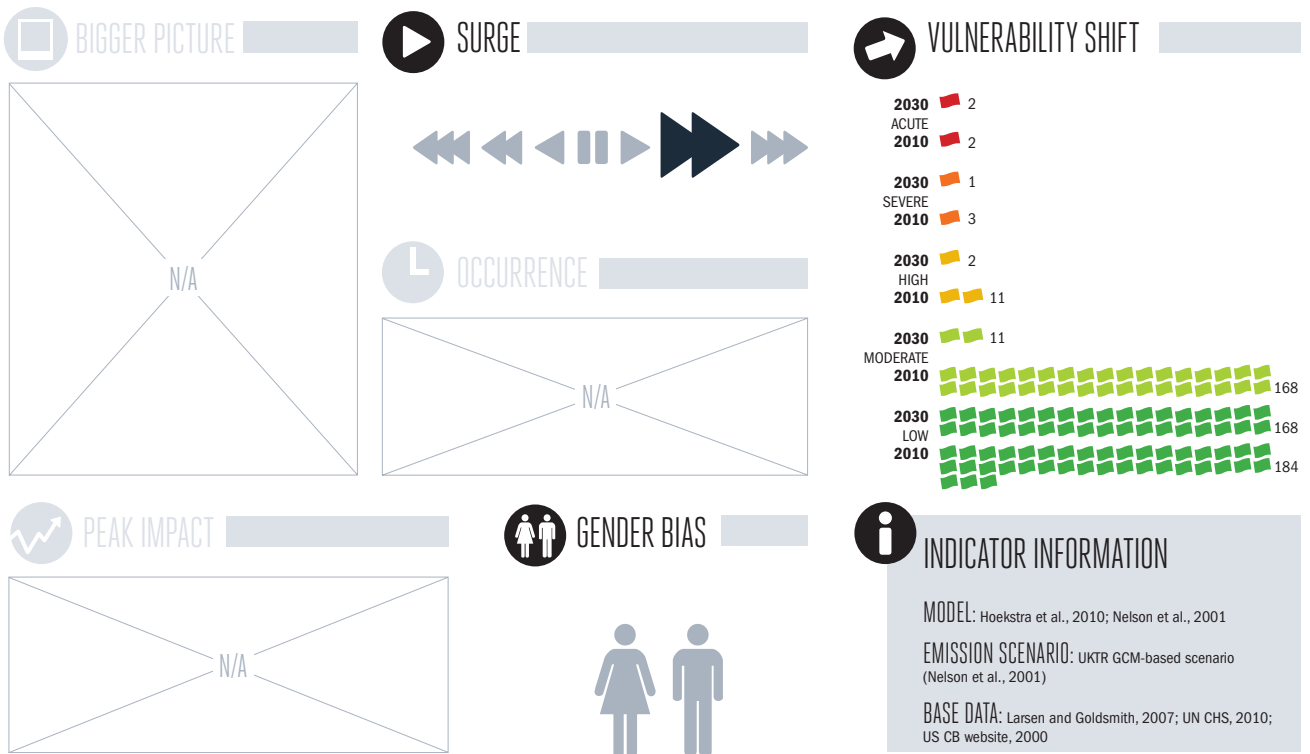 BIGGER PICTURE
N/A
SURGE
OCCURRENCE
N/A
VULNERABILITY SHIFT
2030 2
ACUTE
2010 2
2030 1
SEVERE
2010 3
2030 2
HIGH
2010 11
2030 11
MODERATE
2010 168
2030 168
LOW
2010 184
PEAK IMPACT
N/A
GENDER BIAS
INDICATOR INFORMATION
MODEL: Hoekstra et al., 2010; Nelson et al., 2001
EMISSION SCENARIO: UKTR GCM-based scenario
(Nelson et al., 2001)
BASE DATA: Larsen and Goldsmith, 2007; UN CHS, 2010;
US CB website, 2000